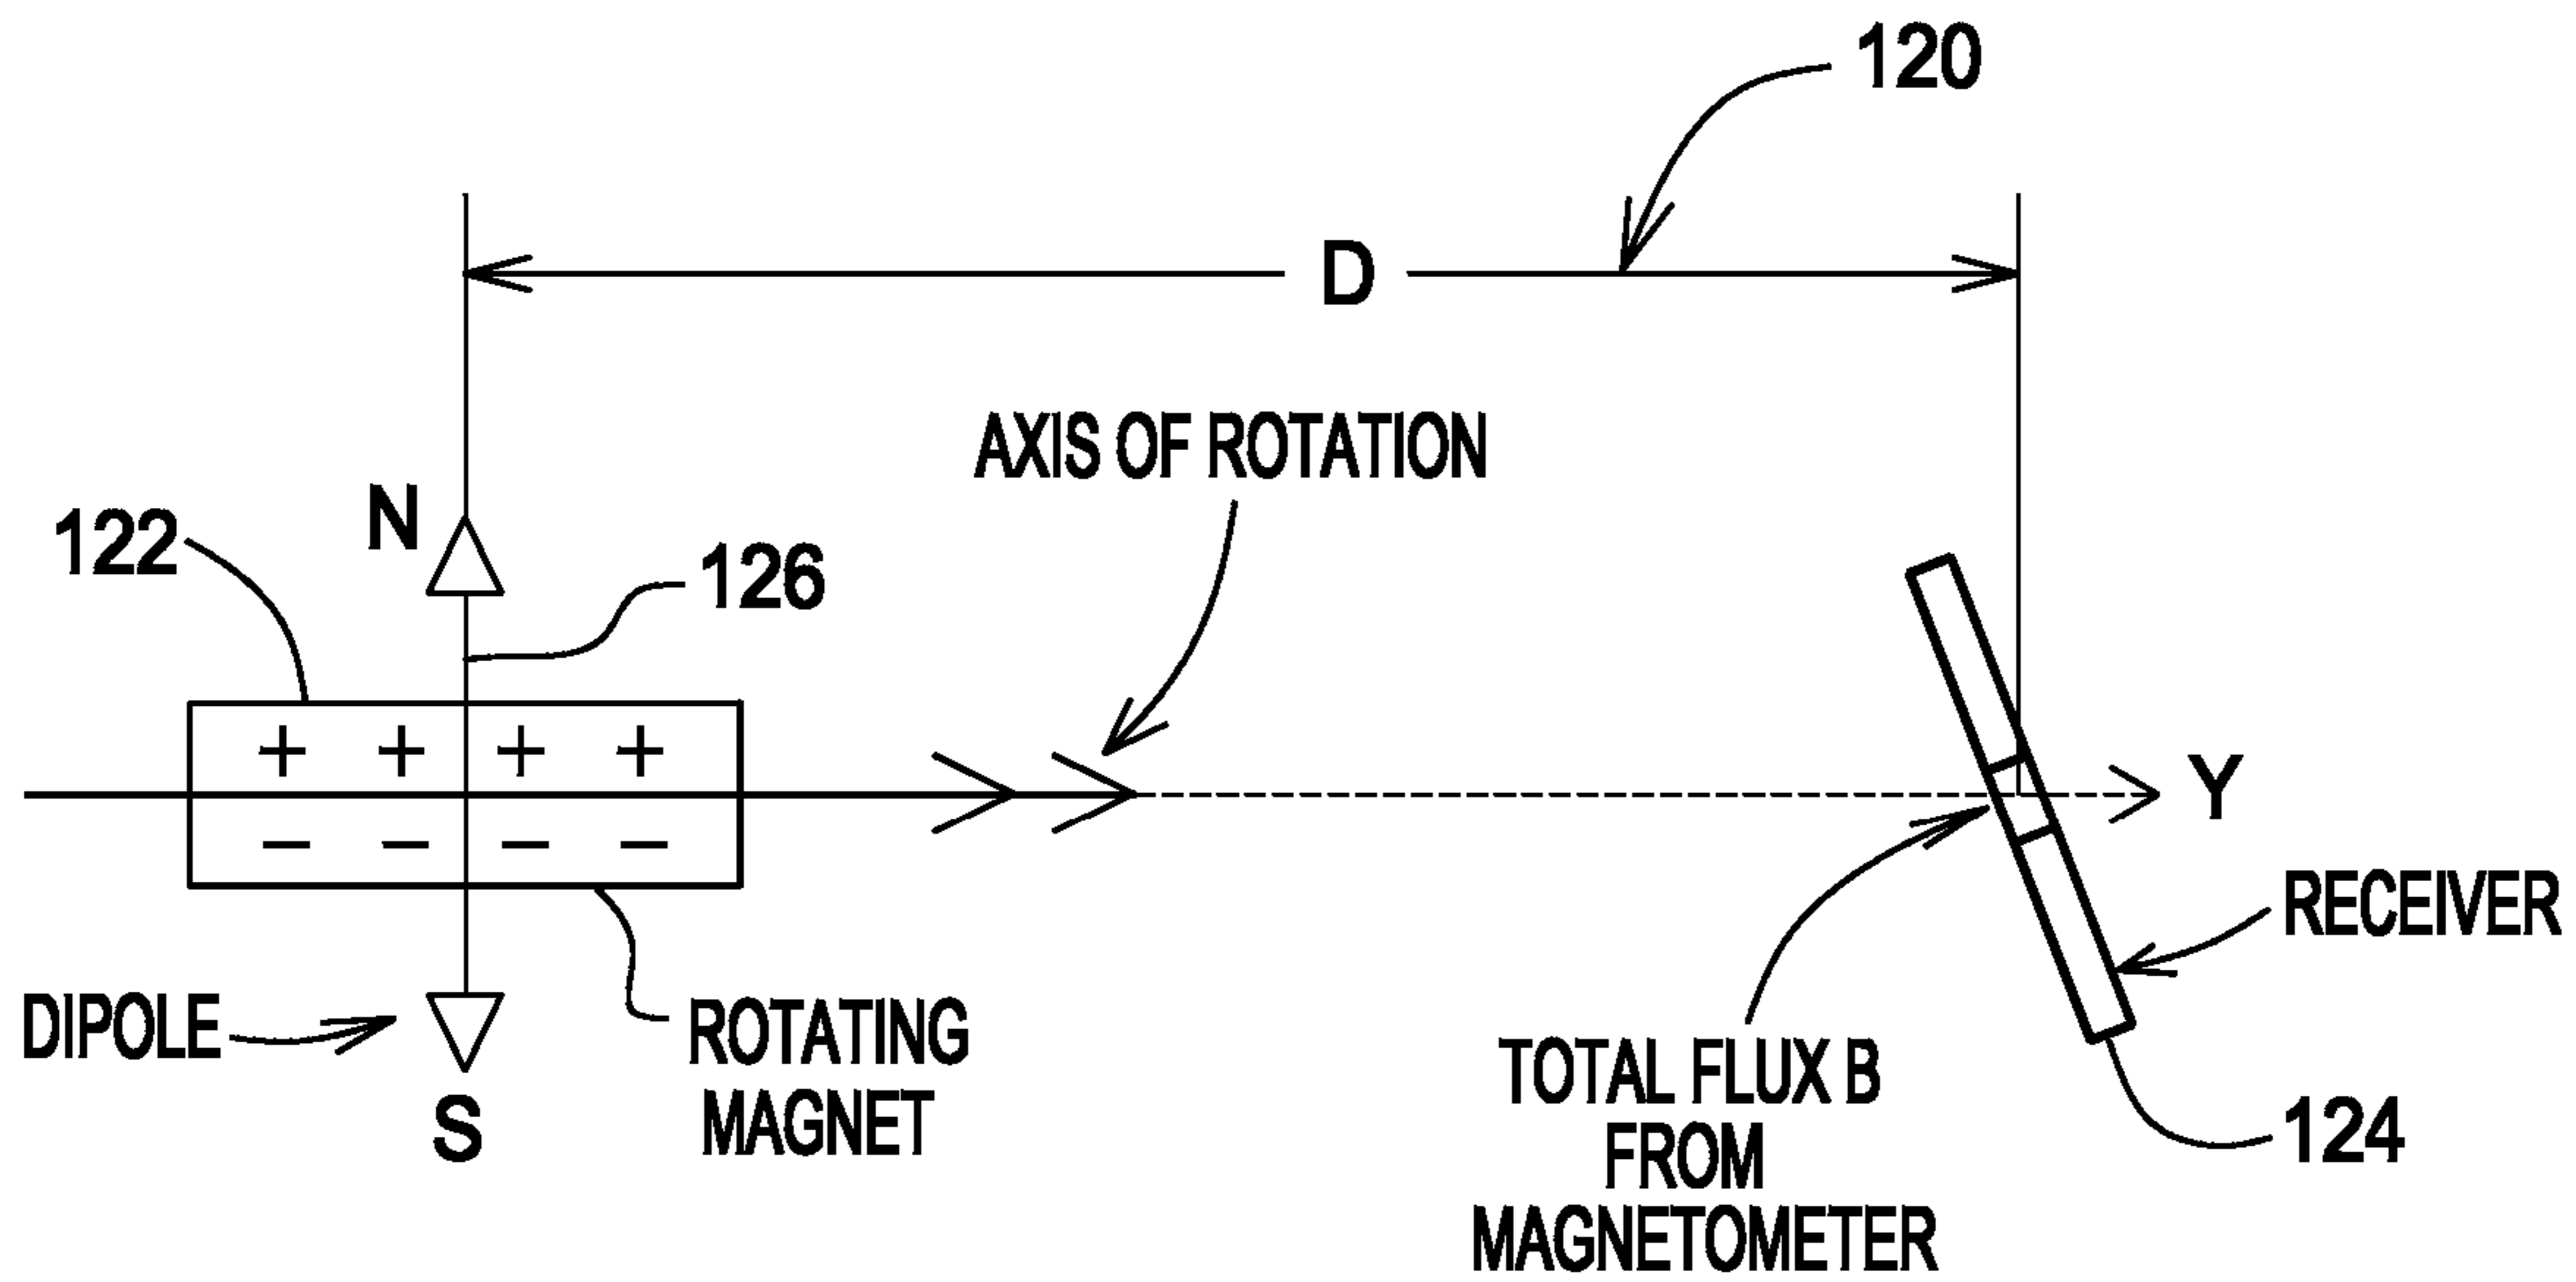 120
D
AXIS OF ROTATION
N
122
126
+ + + +
Y
− − − −
RECEIVER
DIPOLE
ROTATING
MAGNET
S
TOTAL FLUX B
FROM
MAGNETOMETER
124